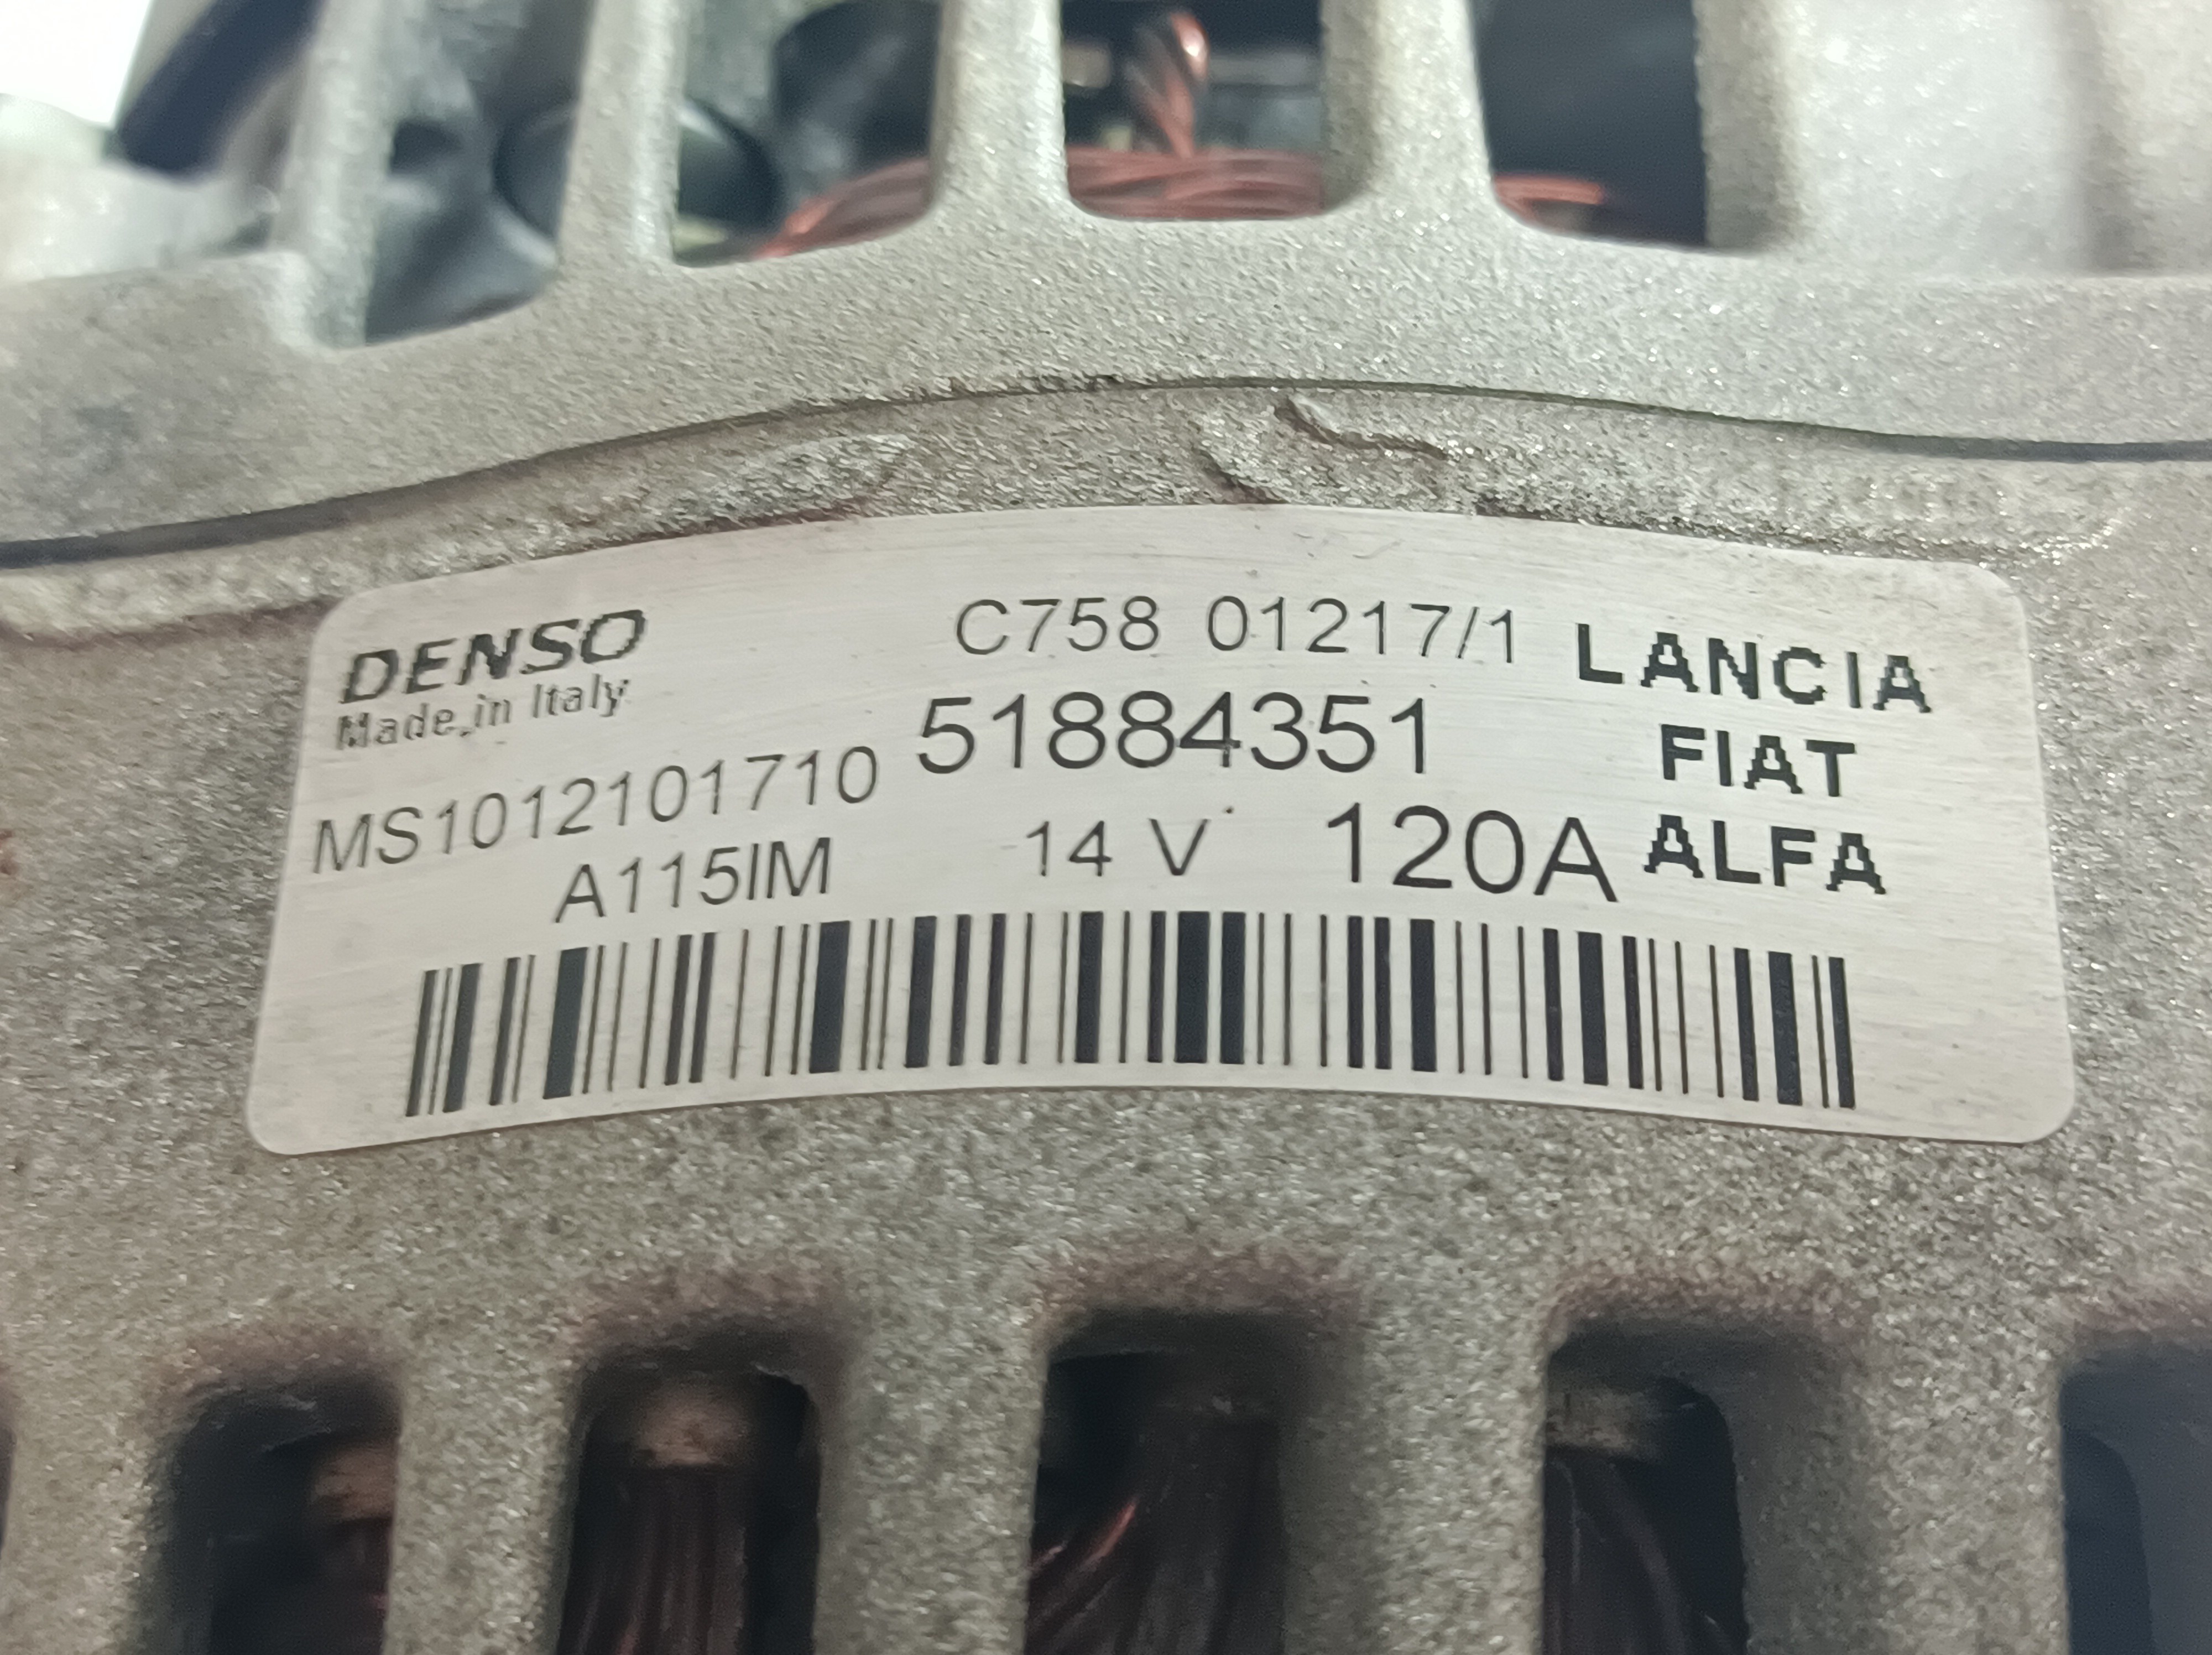 DENSO
Made in Italy
C758 01217/1
LANCIA
MS1012101710
51884351
FIAT
A115IM
14 V
120A
ALFA